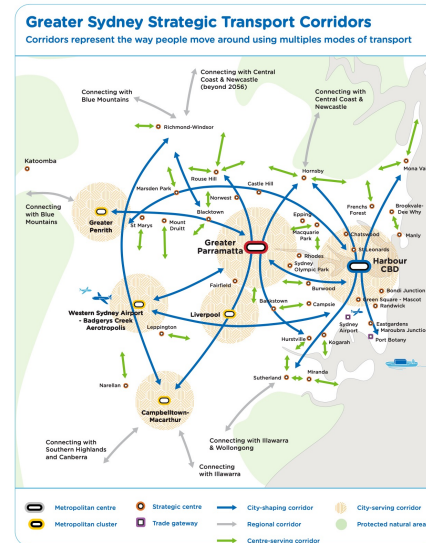 Greater Sydney Strategic Transport Corridors
Corridors represent the way people move around using multiples modes of transport
Connecting with
Blue Mountains
Connecting with Central
Coast & Newcastle
(beyond 2056)
Connecting with
Central Coast &
Newcastle
Richmond-Windsor
Katoomba
Rouse Hill
Hornsby
Mona Va
Marsden Park
Castle Hill
Norwest
Connecting
with Blue
Mountains
Greater
Penrith
St Marys
Mount
Druitt
Blacktown
Epping
Macquarie
Park
Frenchs
Forest
Brookvale-
Dee Why
Manly
Chatswood
St Leonards
Greater
Parramatta
Rhodes
Sydney
Olympic Park
Harbour
CBD
Fairfield
Burwood
Bondi Junction
Western Sydney Airport
- Badgerys Creek
Aerotropolis
Liverpool
Bankstown
Campsie
Green Square - Mascot
Randwick
Leppington
Sydney
Airport
Eastgardens
Maroubra Junction
Port Botany
Hurstville
Kogarah
Narellan
Sutherland
Miranda
Campbelltown-
Macarthur
Connecting with
Southern Highlands
and Canberra
Connecting with Illawarra
& Wollongong
Connecting
with Illawarra
Metropolitan centre
Strategic centre
City-shaping corridor
City-serving corridor
Metropolitan cluster
Trade gateway
Regional corridor
Protected natural area
Centre-serving corridor